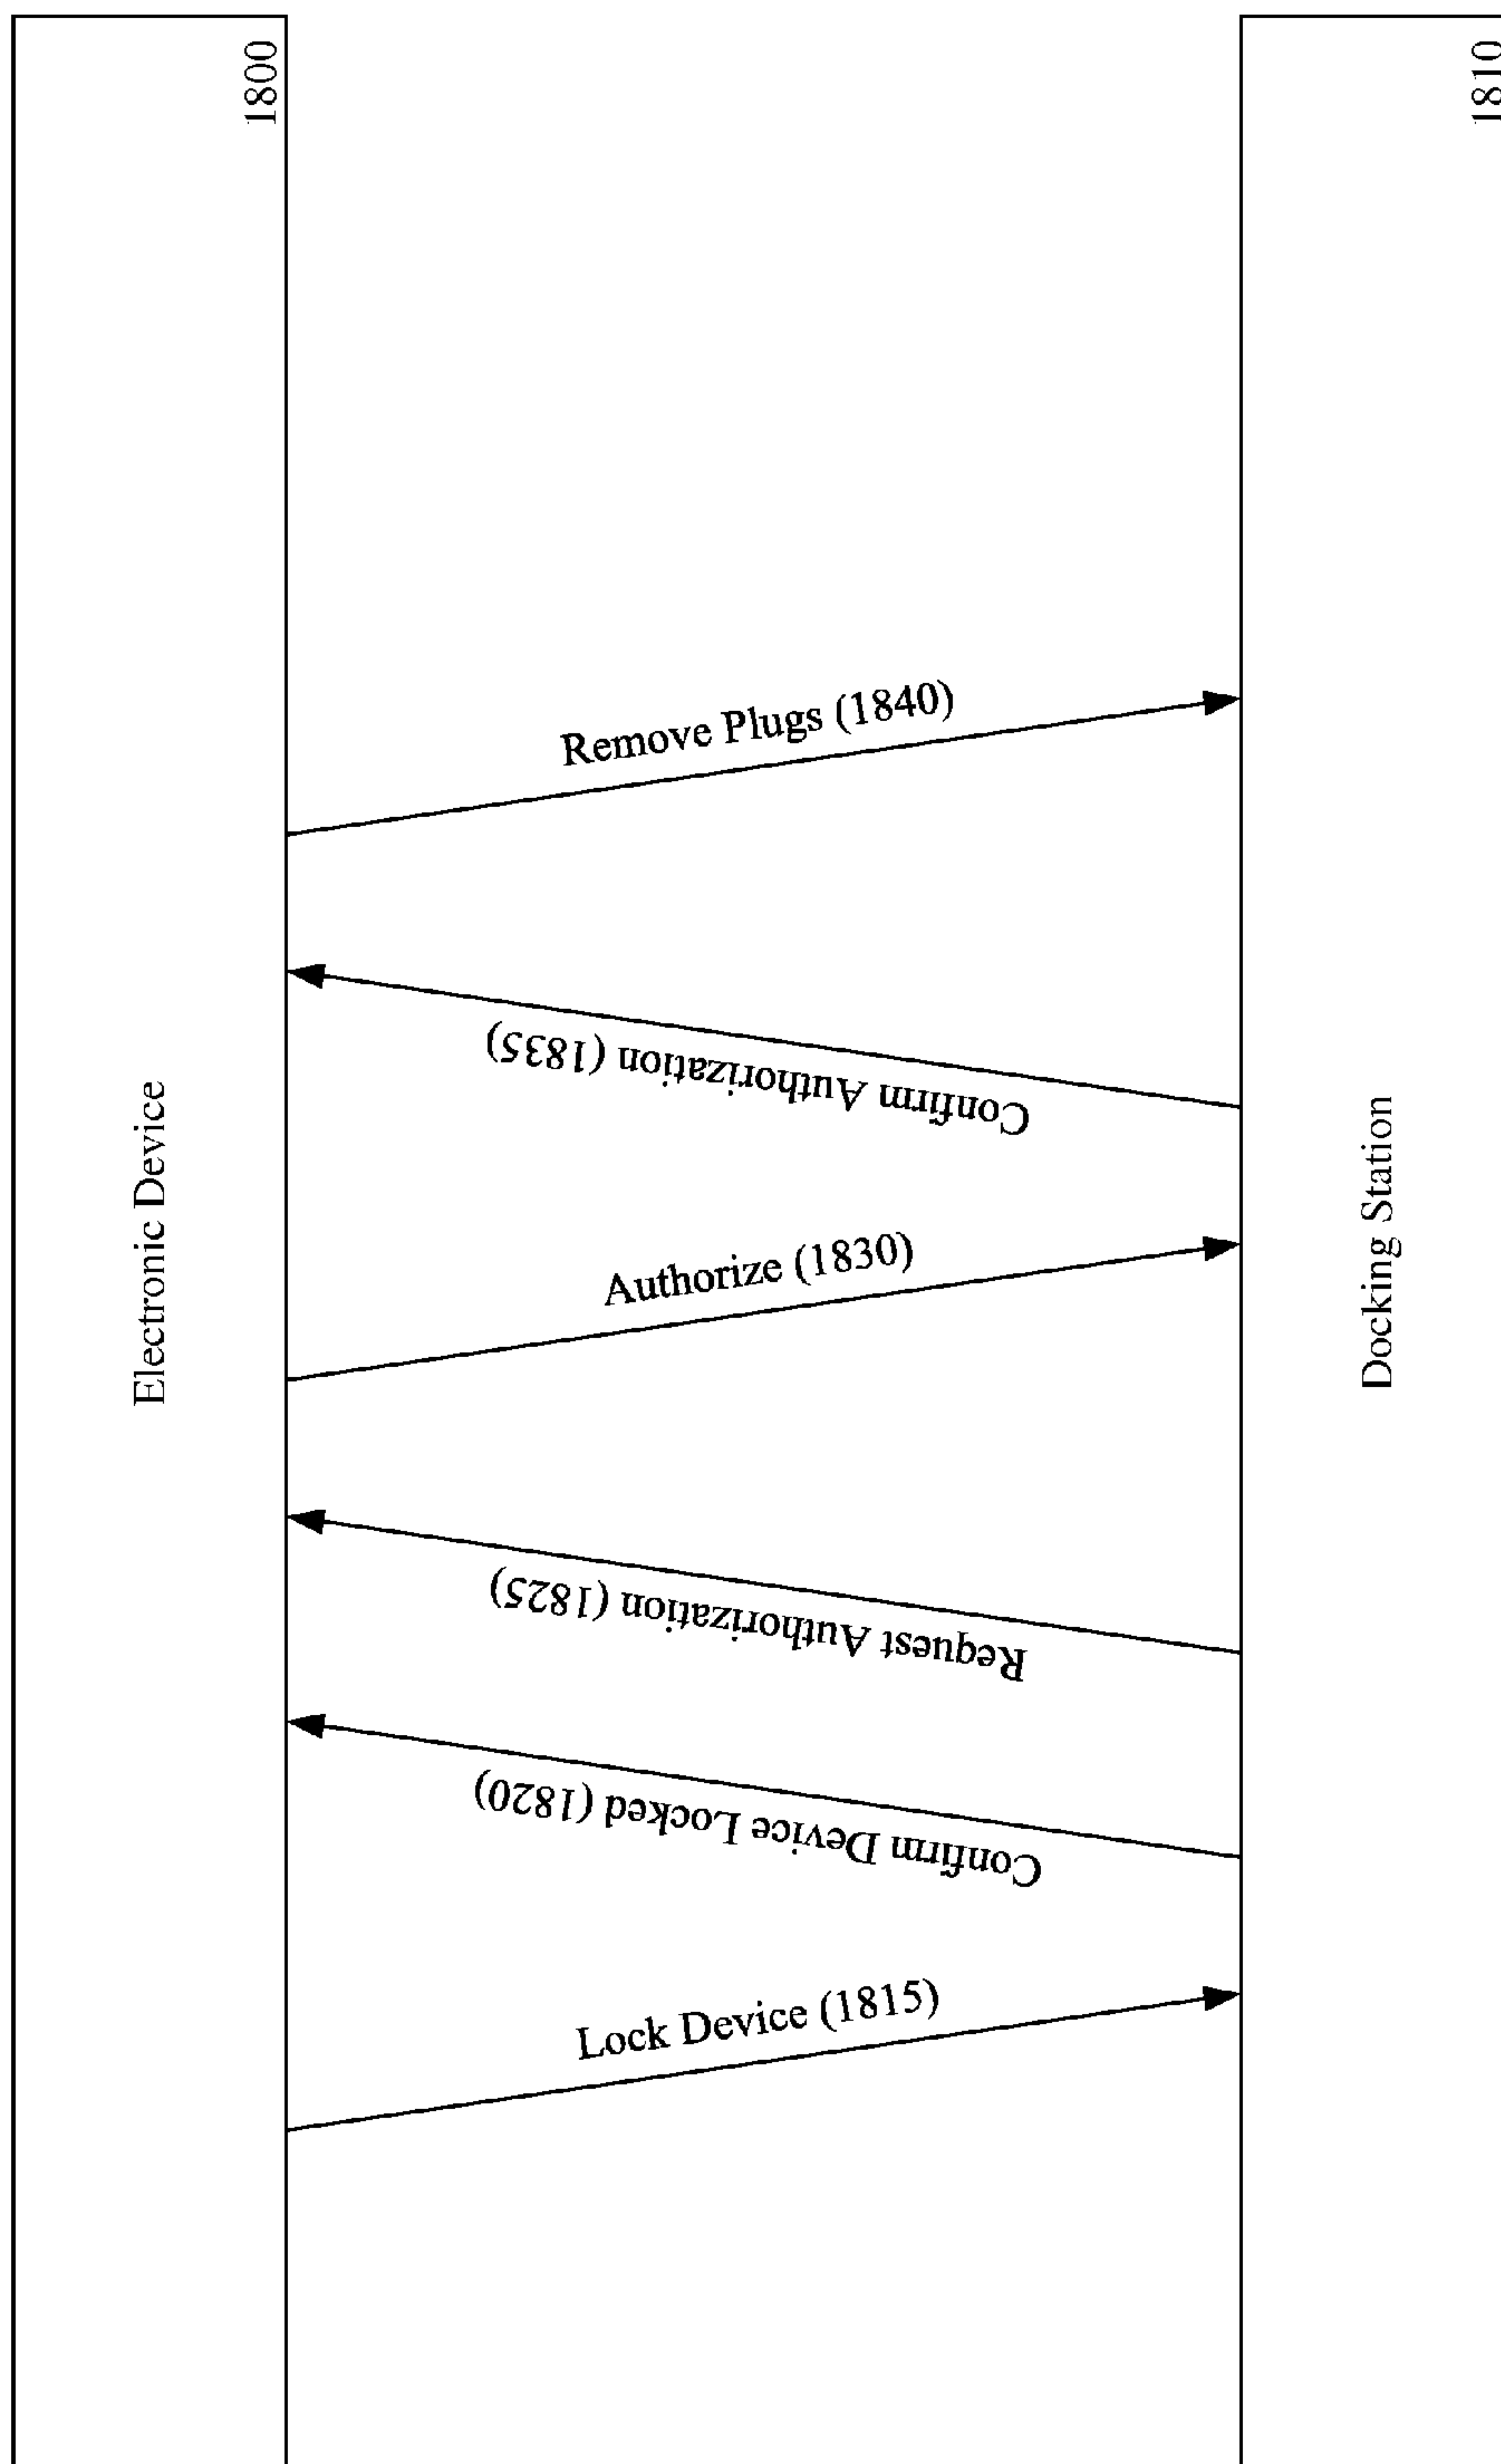 Electronic Device
1800
Lock Device (1815)
Confirm Device Locked (1820)
Request Authorization (1825)
Authorize (1830)
Confirm Authorization (1835)
Remove Plugs (1840)
Docking Station
1810